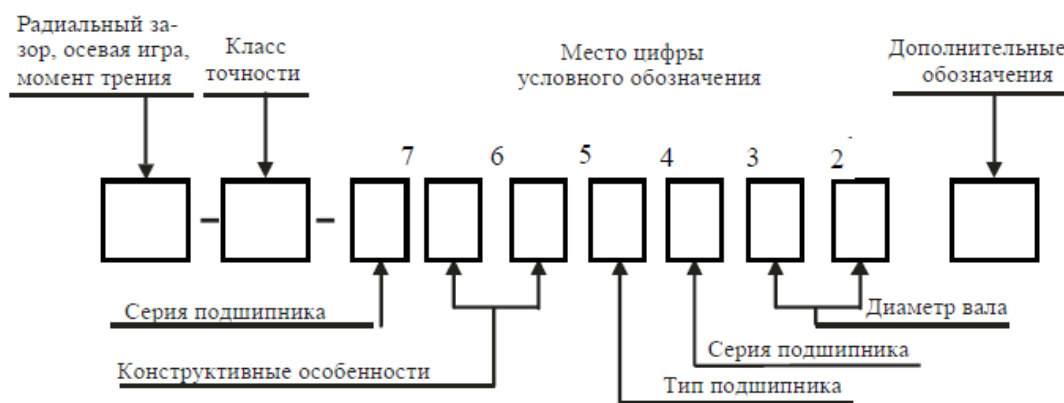 Радиальный за-
зор, осевая игра,
момент трения
Класс
точности
Место цифры
условного обозначения
Дополнительные
обозначения
7 6 5 4 3 2
Серия подшипника
Диаметр вала
Серия подшипника
Конструктивные особенности
Тип подшипника